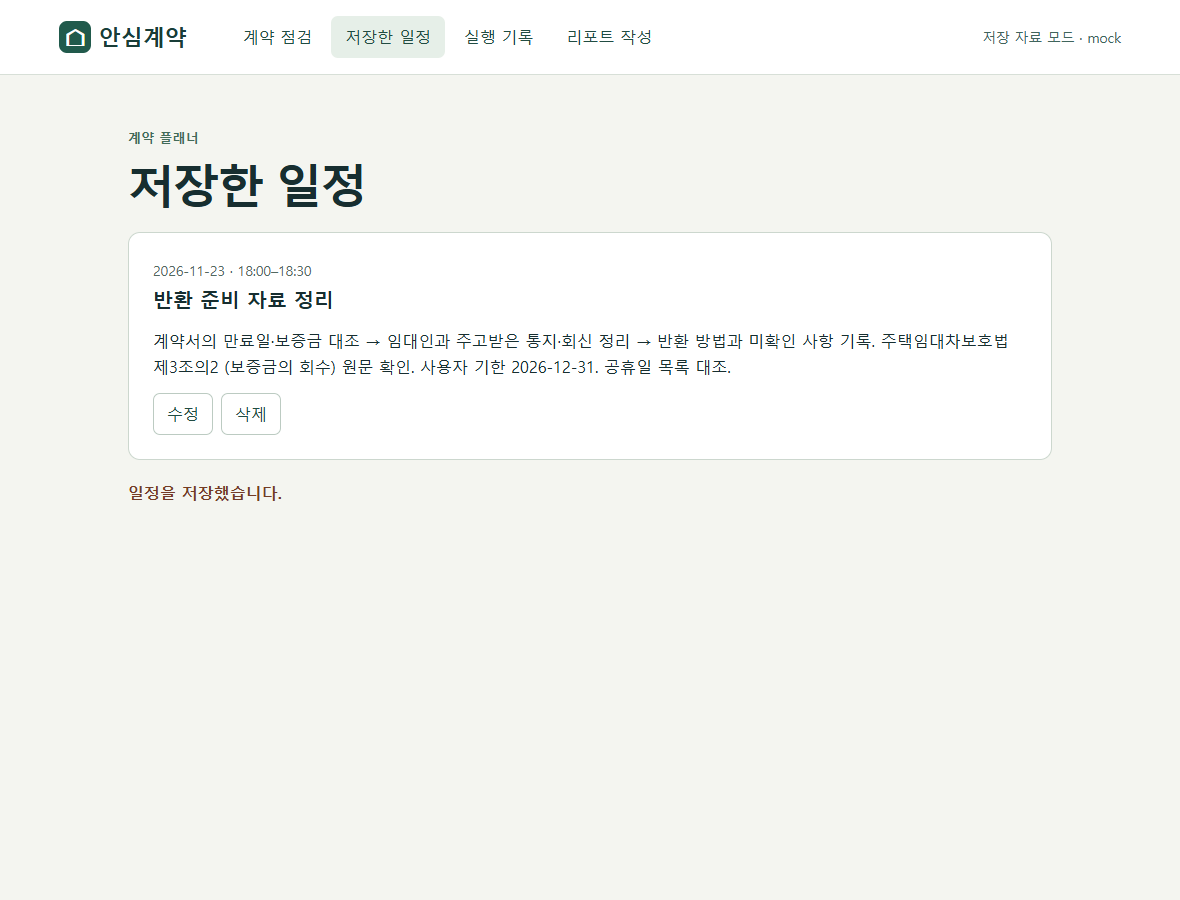 안심계약
계약 점검
저장한 일정
실행 기록
리포트 작성
저장 자료 모드 · mock
계약 플래너
저장한 일정
2026-11-23 · 18:00–18:30
반환 준비 자료 정리
계약서의 만료일·보증금 대조 → 임대인과 주고받은 통지·회신 정리 → 반환 방법과 미확인 사항 기록. 주택임대차보호법
제3조의2 (보증금의 회수) 원문 확인. 사용자 기한 2026-12-31. 공휴일 목록 대조.
수정
삭제
일정을 저장했습니다.